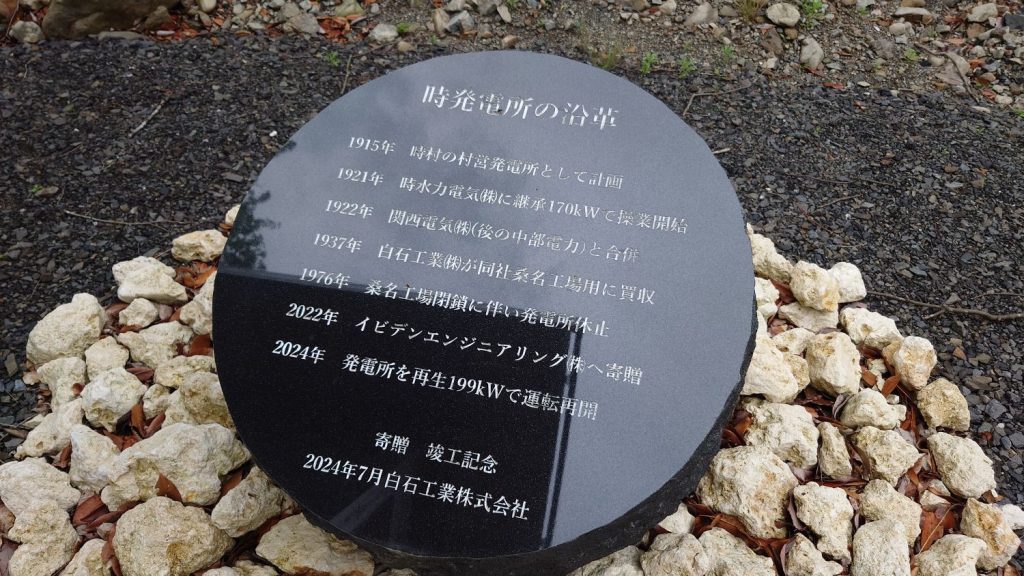 時発電所の沿革
1915年 時村の村営発電所として計画
1921年 時水力電気㈱に継承170kWで操業開始
1922年 関西電気㈱(後の中部電力)と合併
1937年 白石工業㈱が同社桑名工場用に買収
1976年 桑名工場閉鎖に伴い発電所休止
2022年 イビデンエンジニアリング㈱へ寄贈
2024年 発電所を再生199kWで運転再開
寄贈 竣工記念
2024年7月白石工業株式会社